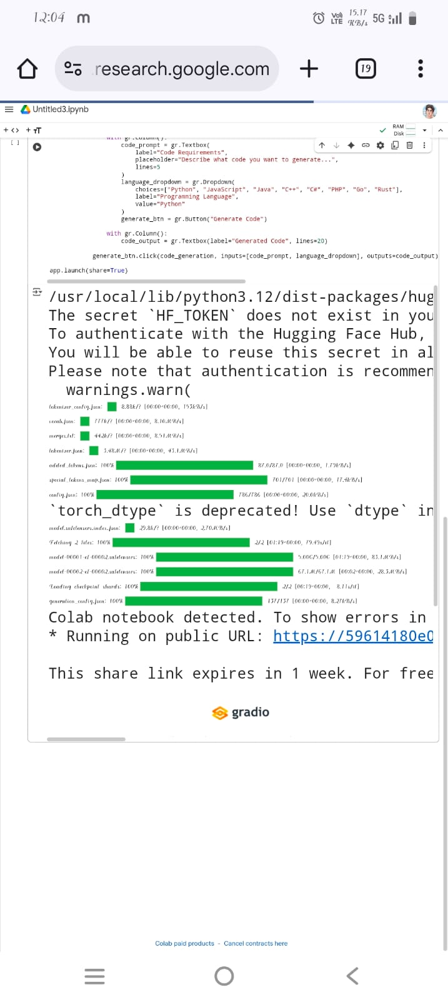 12:04 m
Vo)) LTE 15.17 KB/s 5G
research.google.com
19
Untitled3.ipynb
RAM
Disk
[ ]
with gr.Column():
code_prompt = gr.Textbox(
label="Code Requirements",
placeholder="Describe what code you want to generate...",
lines=5
)
language_dropdown = gr.Dropdown(
choices=["Python", "JavaScript", "Java", "C++", "C#", "PHP", "Go", "Rust"],
label="Programming Language",
value="Python"
)
generate_btn = gr.Button("Generate Code")
with gr.Column():
code_output = gr.Textbox(label="Generated Code", lines=20)
generate_btn.click(code_generation, inputs=[code_prompt, language_dropdown], outputs=code_output)
app.launch(share=True)
/usr/local/lib/python3.12/dist-packages/hug
The secret `HF_TOKEN` does not exist in you
To authenticate with the Hugging Face Hub,
You will be able to reuse this secret in al
Please note that authentication is recommen
warnings.warn(
tokenizer_config.json: 8.88k/? [00:00<00:00, 153kB/s]
vocab.json: 777k/? [00:00<00:00, 8.10MB/s]
merges.txt: 442k/? [00:00<00:00, 8.51MB/s]
tokenizer.json: 5.48M/? [00:00<00:00, 43.1MB/s]
added_tokens.json: 100% 87.0/87.0 [00:00<00:00, 1.79kB/s]
special_tokens_map.json: 100% 701/701 [00:00<00:00, 17.4kB/s]
config.json: 100% 786/786 [00:00<00:00, 20.0kB/s]
`torch_dtype` is deprecated! Use `dtype` in
model.safetensors.index.json: 29.8k/? [00:00<00:00, 2.70MB/s]
Fetching 2 files: 100% 2/2 [01:19<00:00, 79.49s/it]
model-00001-of-00002.safetensors: 100% 5.00G/5.00G [01:19<00:00, 83.1MB/s]
model-00002-of-00002.safetensors: 100% 67.1M/67.1M [00:02<00:00, 28.3MB/s]
Loading checkpoint shards: 100% 2/2 [00:19<00:00, 8.11s/it]
generation_config.json: 100% 137/137 [00:00<00:00, 8.27kB/s]
Colab notebook detected. To show errors in
* Running on public URL: https://59614180e0
This share link expires in 1 week. For free
gradio
Colab paid products - Cancel contracts here